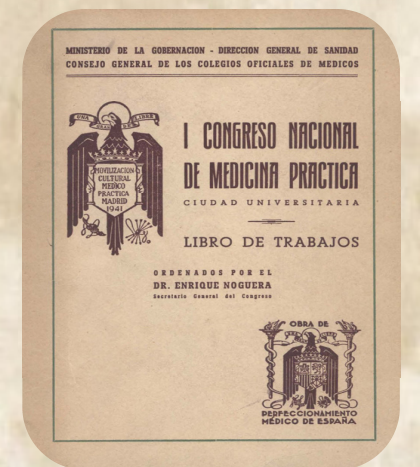 MINISTERIO DE LA GOBERNACION - DIRECCION GENERAL DE SANIDAD
CONSEJO GENERAL DE LOS COLEGIOS OFICIALES DE MEDICOS
UNA
LIBRE
I CONGRESO NACIONAL
DE MEDICINA PRACTICA
CIUDAD UNIVERSITARIA
MOVILIZACION
CULTURAL
MEDICO
PRACTICA
MADRID
1941
LIBRO DE TRABAJOS
ORDENADOS POR EL
DR. ENRIQUE NOGUERA
Secretario General del Congreso
OBRA DE
PERFECCIONAMIENTO
MÉDICO DE ESPAÑA